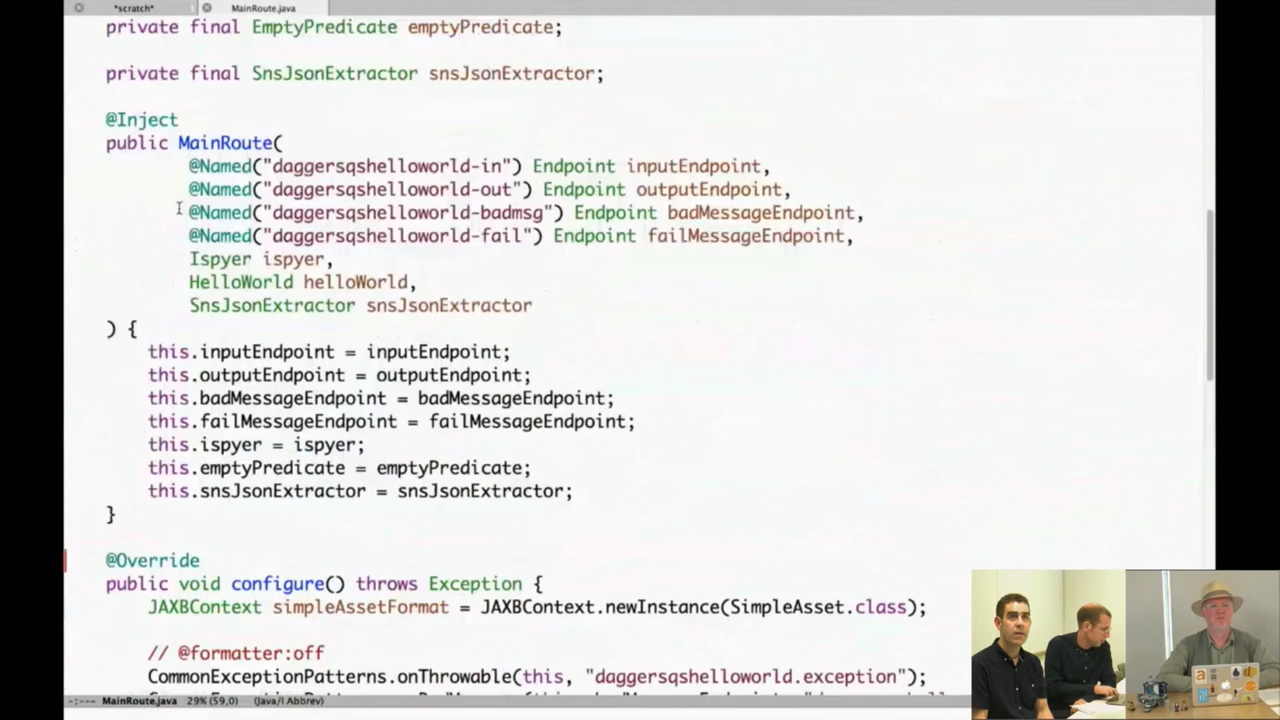 *scratch*
MainRoute.java
private final EmptyPredicate emptyPredicate;
private final SnsJsonExtractor snsJsonExtractor;
@Inject
public MainRoute(
@Named("daggersqshelloworld-in") Endpoint inputEndpoint,
@Named("daggersqshelloworld-out") Endpoint outputEndpoint,
@Named("daggersqshelloworld-badmsg") Endpoint badMessageEndpoint,
@Named("daggersqshelloworld-fail") Endpoint failMessageEndpoint,
Ispyer ispyer,
HelloWorld helloWorld,
SnsJsonExtractor snsJsonExtractor
) {
this.inputEndpoint = inputEndpoint;
this.outputEndpoint = outputEndpoint;
this.badMessageEndpoint = badMessageEndpoint;
this.failMessageEndpoint = failMessageEndpoint;
this.ispyer = ispyer;
this.emptyPredicate = emptyPredicate;
this.snsJsonExtractor = snsJsonExtractor;
}
@Override
public void configure() throws Exception {
JAXBContext simpleAssetFormat = JAXBContext.newInstance(SimpleAsset.class);
// @formatter:off
CommonExceptionPatterns.onThrowable(this, "daggersqshelloworld.exception");
-:--- MainRoute.java 29% (59,0) (Java/l Abbrev)